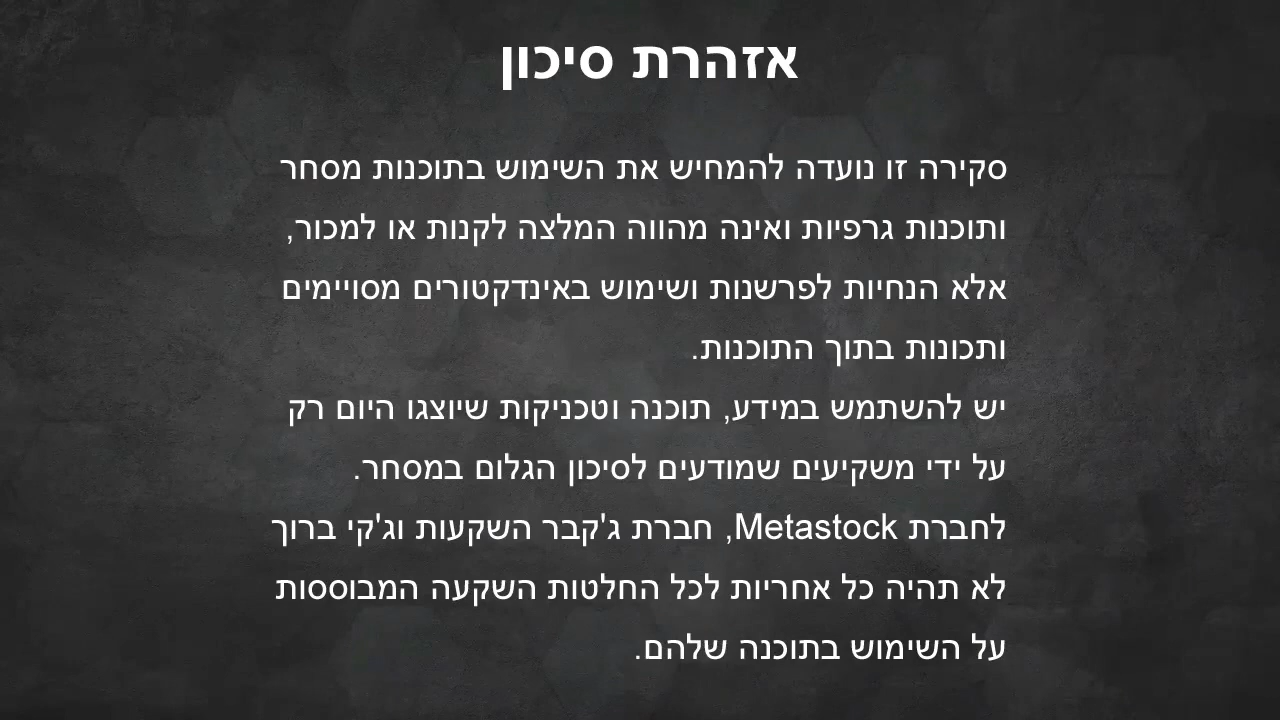 אזהרת סיכון
סקירה זו נועדה להמחיש את השימוש בתוכנות מסחר
ותוכנות גרפיות ואינה מהווה המלצה לקנות או למכור,
אלא הנחיות לפרשנות ושימוש באינדקטורים מסויימים
ותכונות בתוך התוכנות.
יש להשתמש במידע, תוכנה וטכניקות שיוצגו היום רק
על ידי משקיעים שמודעים לסיכון הגלום במסחר.
לחברת Metastock, חברת ג'קבר השקעות וג'קי ברוך
לא תהיה כל אחריות לכל החלטות השקעה המבוססות
על השימוש בתוכנה שלהם.